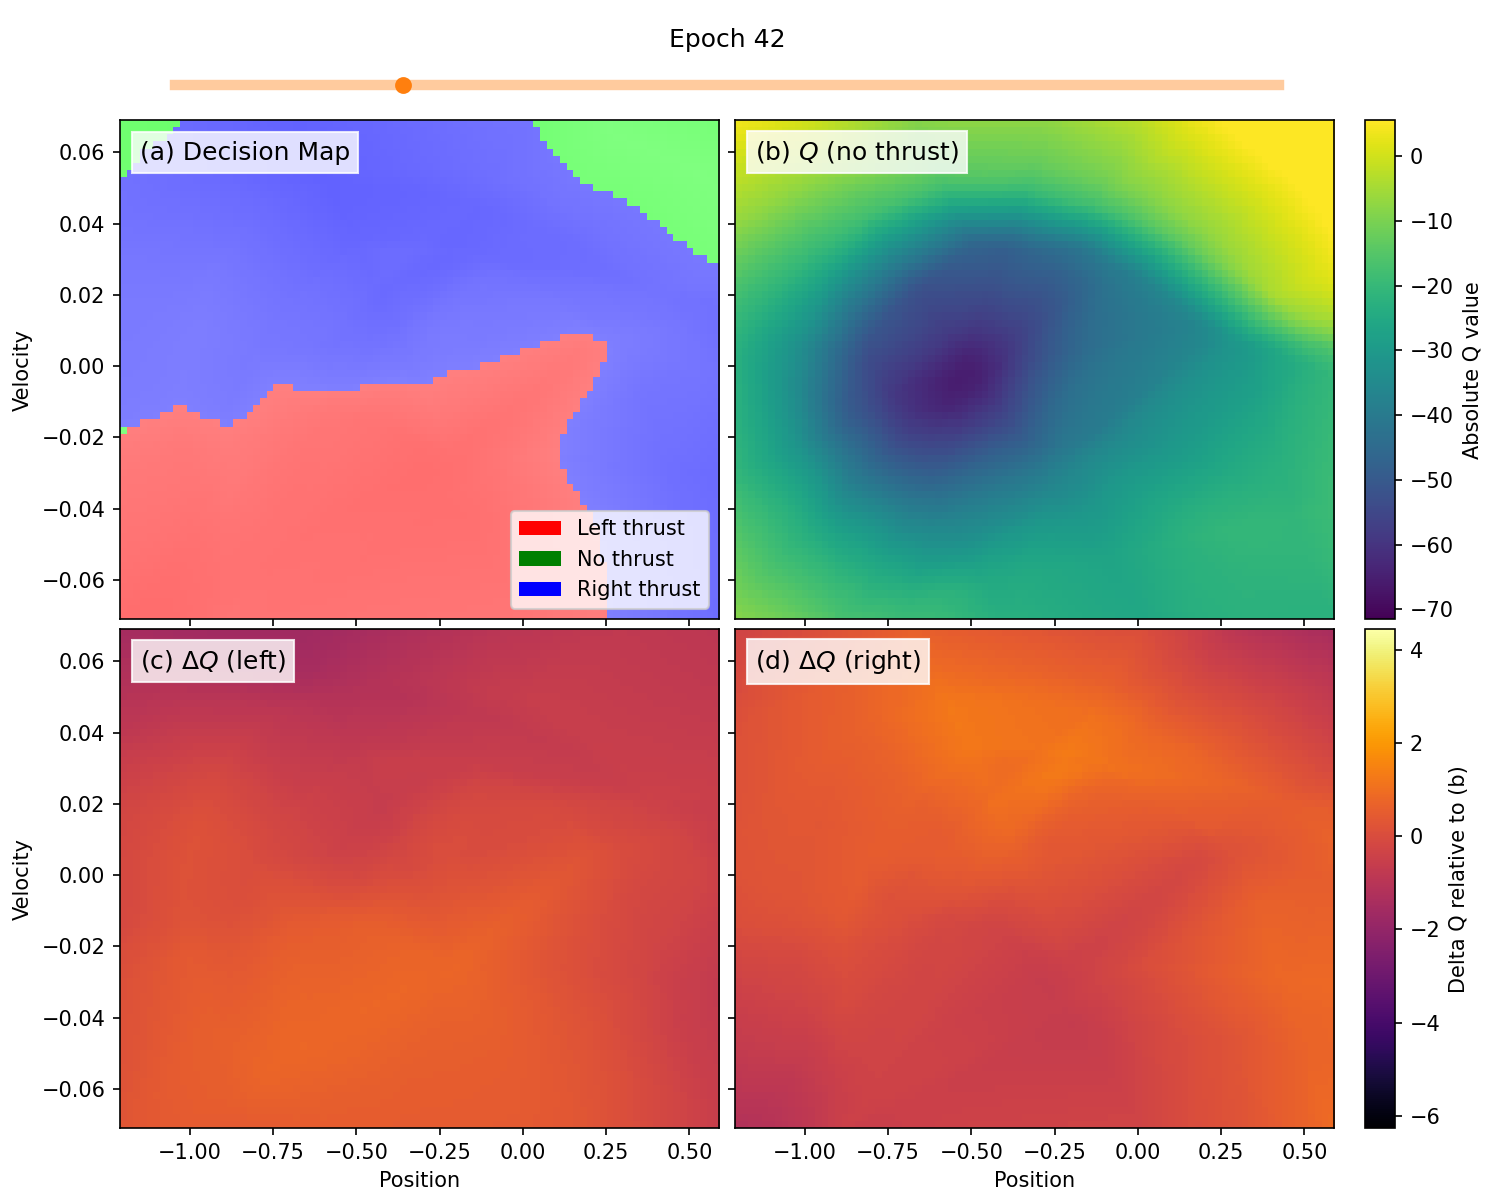 Epoch 42
(a) Decision Map
(b) Q (no thrust)
0.06
0.04
0.02
0.00
−0.02
−0.04
−0.06
Velocity
Left thrust
No thrust
Right thrust
0
−10
−20
−30
−40
−50
−60
−70
Absolute Q value
(c) ΔQ (left)
(d) ΔQ (right)
0.06
0.04
0.02
0.00
−0.02
−0.04
−0.06
Velocity
4
2
0
−2
−4
−6
Delta Q relative to (b)
−1.00 −0.75 −0.50 −0.25 0.00 0.25 0.50
Position
−1.00 −0.75 −0.50 −0.25 0.00 0.25 0.50
Position